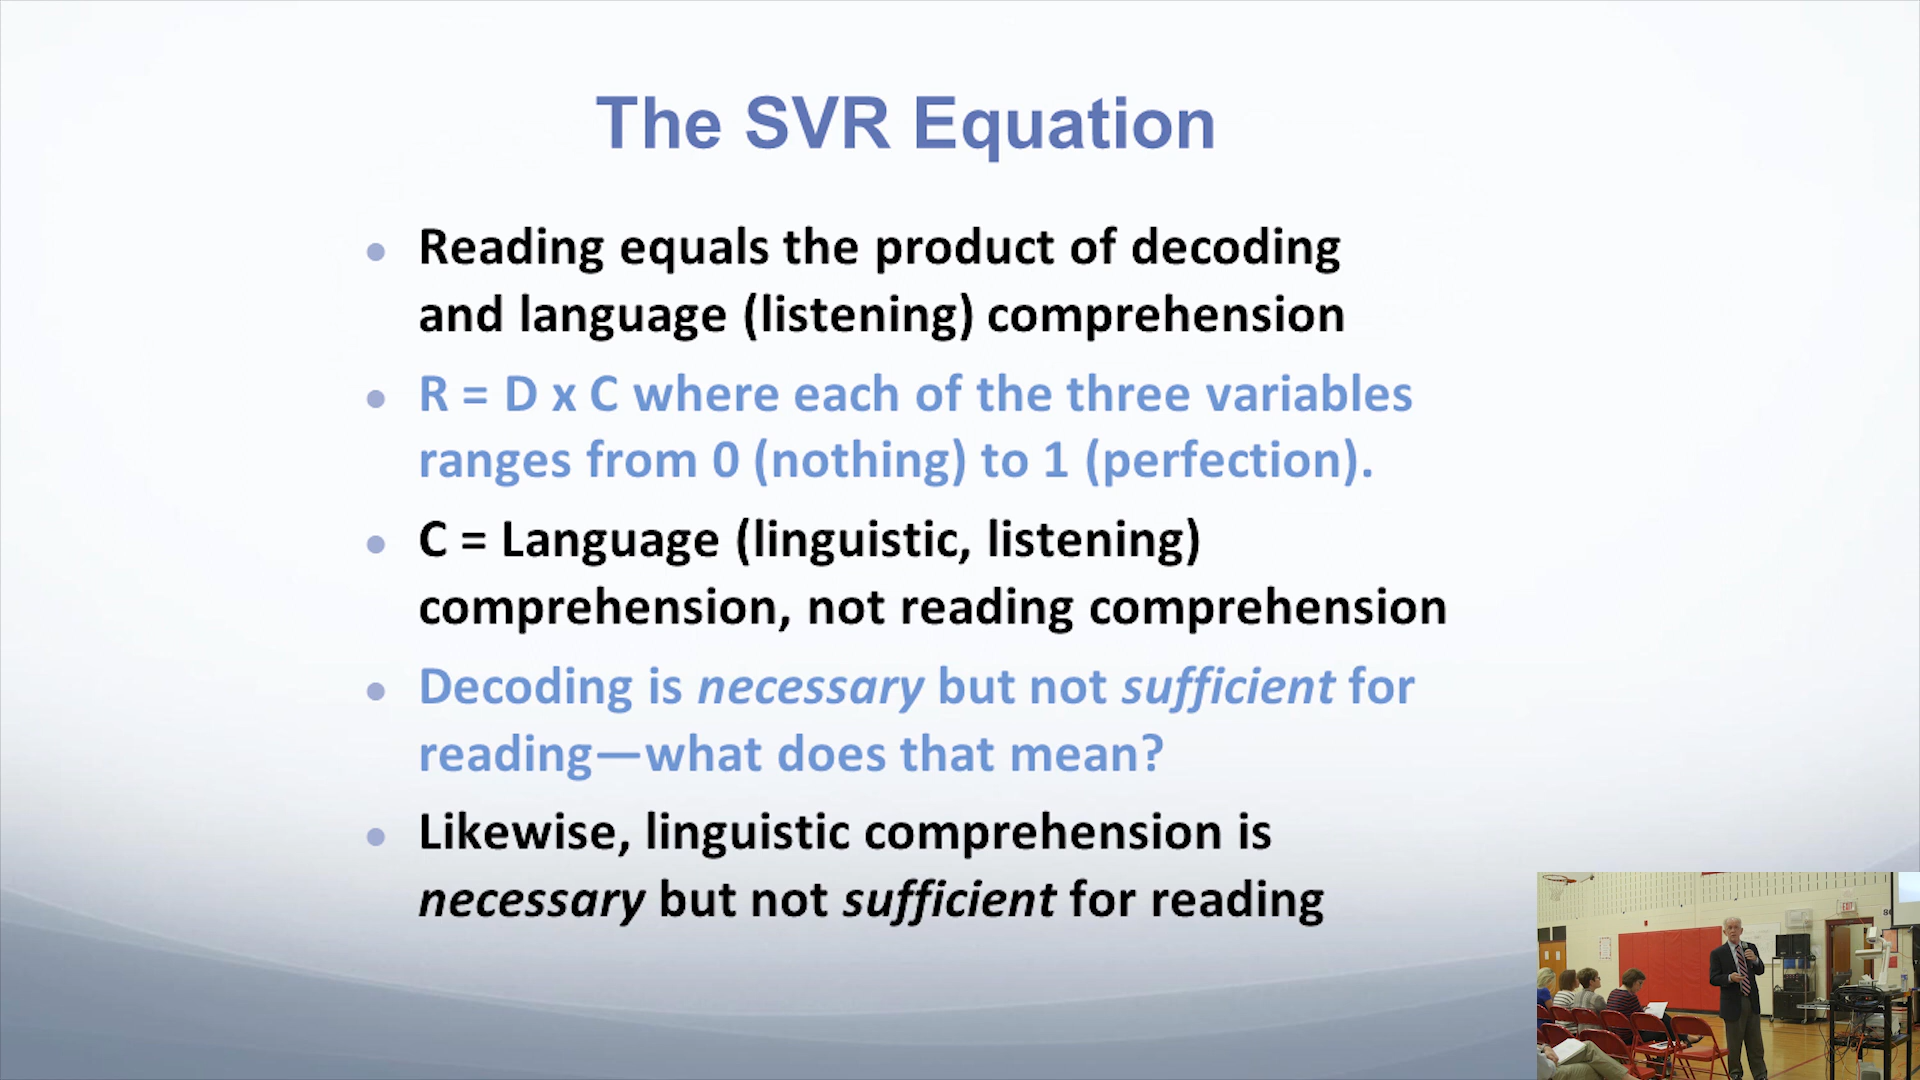 The SVR Equation
Reading equals the product of decoding
and language (listening) comprehension
R = D x C where each of the three variables
ranges from 0 (nothing) to 1 (perfection).
C = Language (linguistic, listening)
comprehension, not reading comprehension
Decoding is necessary but not sufficient for
reading—what does that mean?
Likewise, linguistic comprehension is
necessary but not sufficient for reading
EXIT